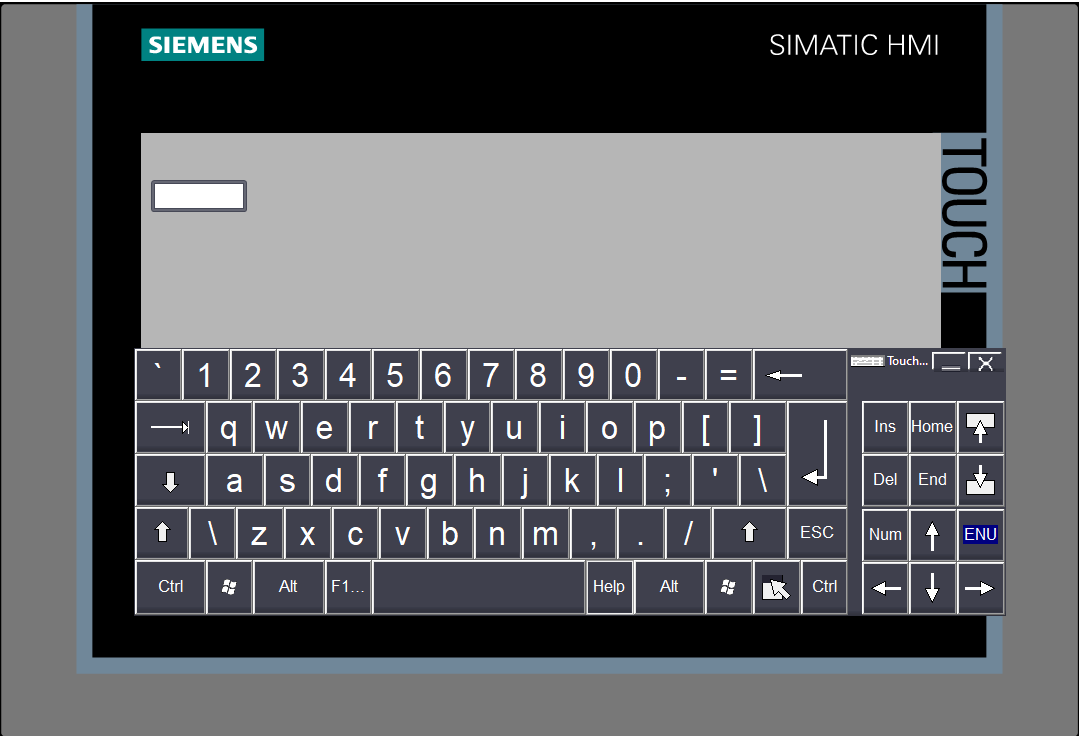 SIEMENS
SIMATIC HMI
TOUCH
Touch...
` 1 2 3 4 5 6 7 8 9 0 - =
q w e r t y u i o p [ ] Ins Home
a s d f g h j k l ; ' \ Del End
\ z x c v b n m , . / ESC Num ENU
Ctrl Alt F1... Help Alt Ctrl